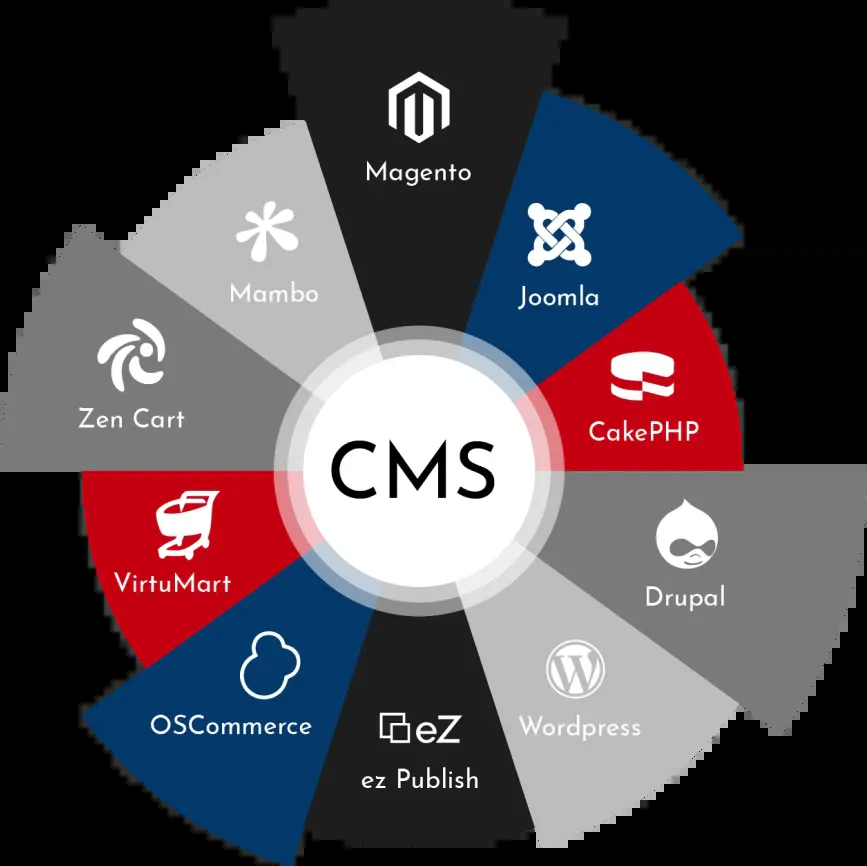 Magento
Joomla
Mambo
Zen Cart
CakePHP
CMS
VirtuMart
Drupal
OSCommerce
Wordpress
eZ
ez Publish